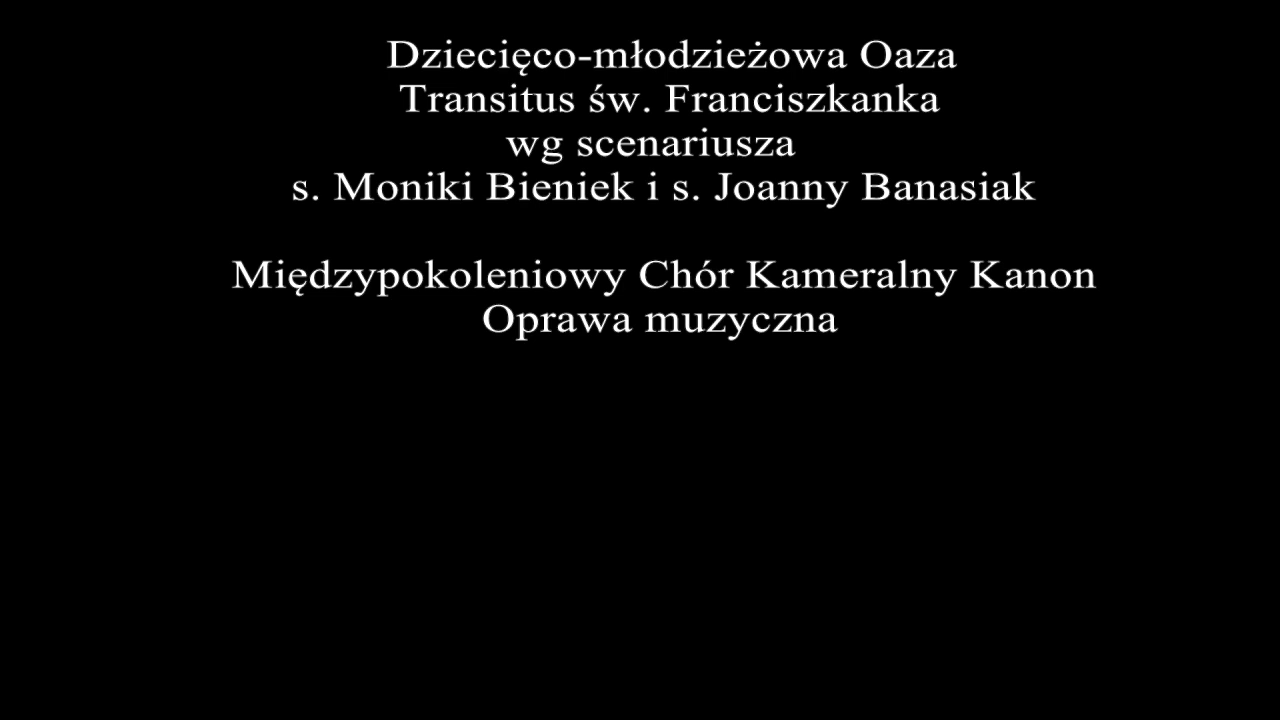 Dziecięco-młodzieżowa Oaza
Transitus św. Franciszkanka
wg scenariusza
s. Moniki Bieniek i s. Joanny Banasiak
Międzypokoleniowy Chór Kameralny Kanon
Oprawa muzyczna